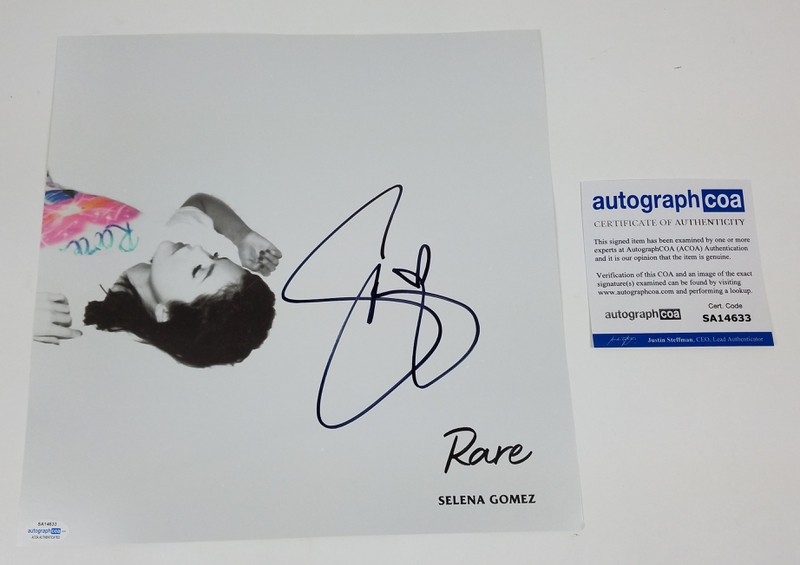 Rare
Rare
SELENA GOMEZ
SA14633
autographcoa
autographcoa
CERTIFICATE OF AUTHENTICITY
This signed item has been examined by one or more
experts at AutographCOA (ACOA) Authentication
and it is our opinion that the item is genuine.
Verification of this COA and an image of the exact
signature(s) examined can be found by visiting
www.autographcoa.com and performing a lookup.
autographcoa
Cert. Code
SA14633
Justin Steffman, CEO, Lead Authenticator